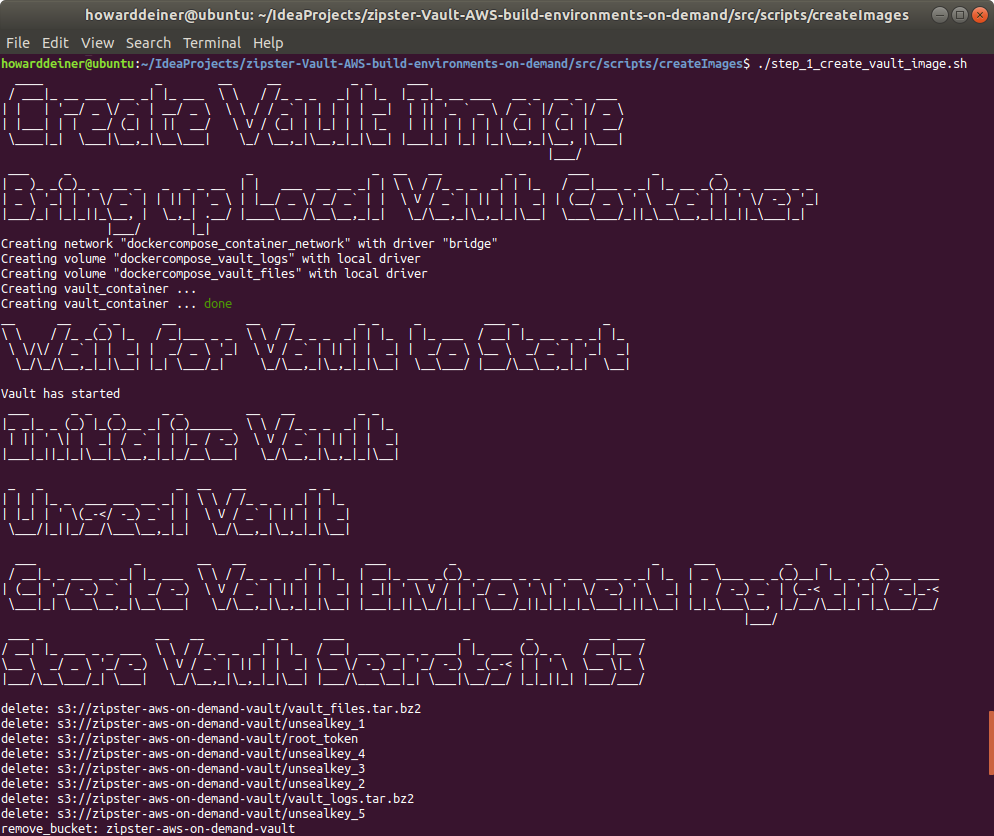 howarddeiner@ubuntu: ~/IdeaProjects/zipster-Vault-AWS-build-environments-on-demand/src/scripts/createImages
File Edit View Search Terminal Help
howarddeiner@ubuntu:~/IdeaProjects/zipster-Vault-AWS-build-environments-on-demand/src/scripts/createImages$ ./step_1_create_vault_image.sh
Create Vault Image
Bring up Local Vault Container
Creating network "dockercompose_container_network" with driver "bridge"
Creating volume "dockercompose_vault_logs" with local driver
Creating volume "dockercompose_vault_files" with local driver
Creating vault_container ...
Creating vault_container ... done
Wait for Vault to Start
Vault has started
Initialize Vault
Unseal Vault
Create Vault Environment Registries
Store Vault Secrets in S3
delete: s3://zipster-aws-on-demand-vault/vault_files.tar.bz2
delete: s3://zipster-aws-on-demand-vault/unsealkey_1
delete: s3://zipster-aws-on-demand-vault/root_token
delete: s3://zipster-aws-on-demand-vault/unsealkey_4
delete: s3://zipster-aws-on-demand-vault/unsealkey_3
delete: s3://zipster-aws-on-demand-vault/unsealkey_2
delete: s3://zipster-aws-on-demand-vault/vault_logs.tar.bz2
delete: s3://zipster-aws-on-demand-vault/unsealkey_5
remove_bucket: zipster-aws-on-demand-vault